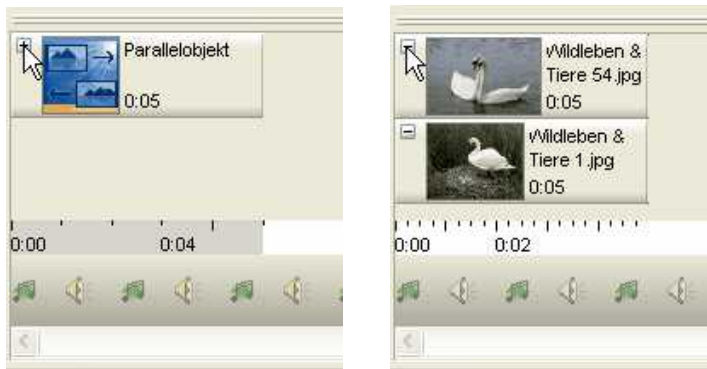 Parallelobjekt
0:05
0:00 0:04
Wildleben &
Tiere 54.jpg
0:05
Wildleben &
Tiere 1.jpg
0:05
0:00 0:02